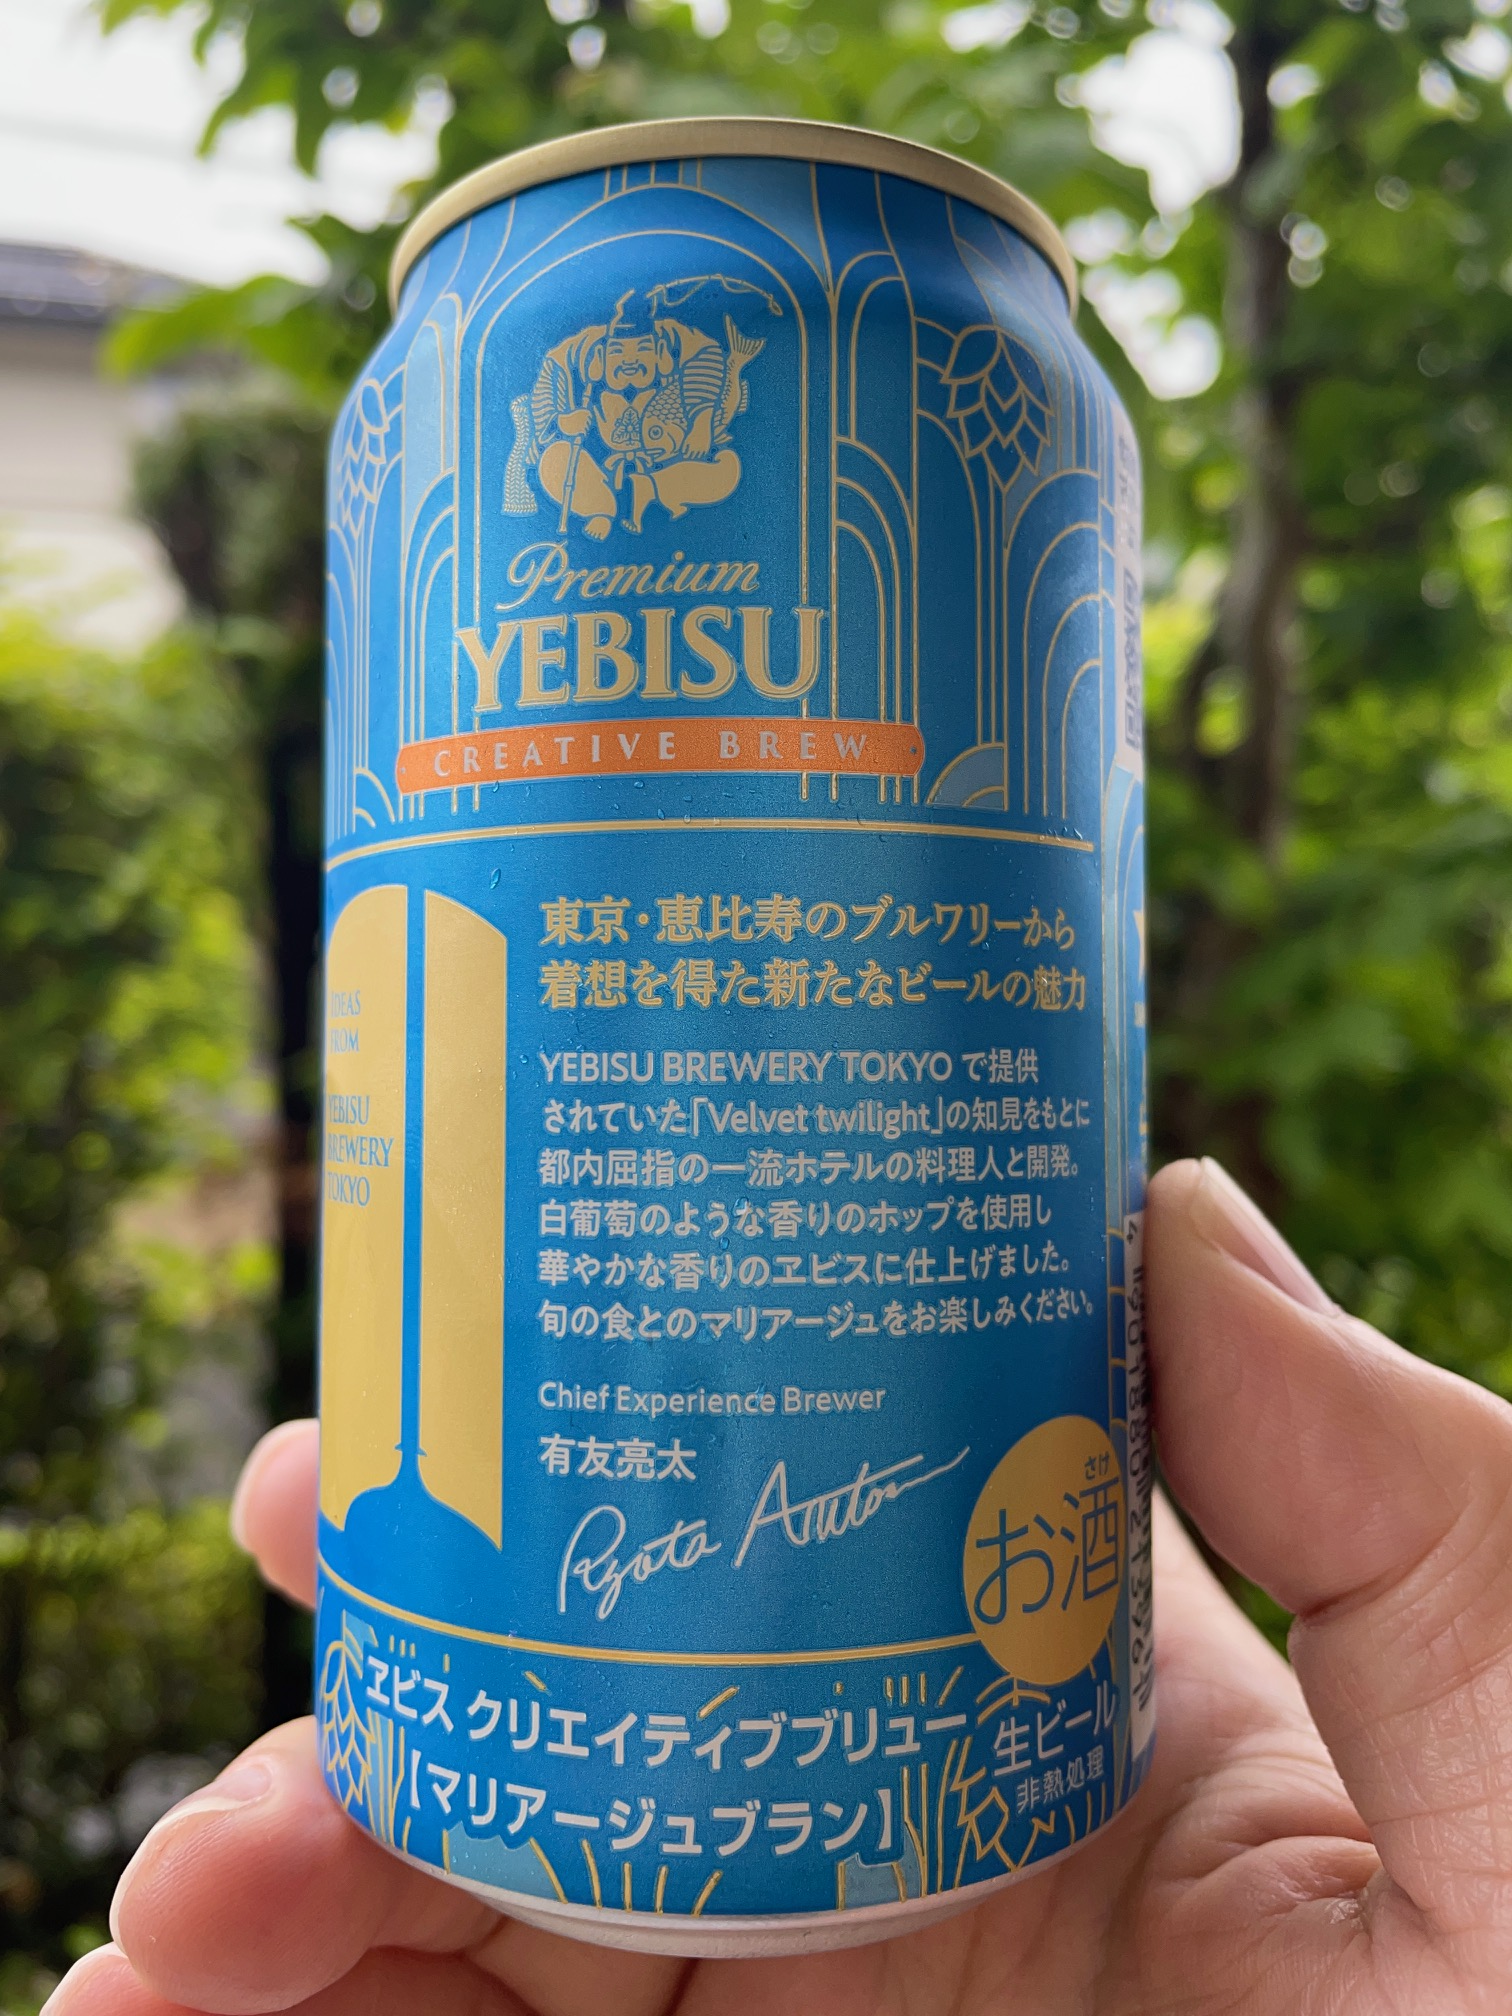 Premium
YEBISU
CREATIVE BREW
IDEAS
FROM
YEBISU
BREWERY
TOKYO
東京・恵比寿のブルワリーから
着想を得た新たなビールの魅力
YEBISU BREWERY TOKYO で提供
されていた「Velvet twilight」の知見をもとに
都内屈指の一流ホテルの料理人と開発。
白葡萄のような香りのホップを使用し
華やかな香りのヱビスに仕上げました。
旬の食とのマリアージュをお楽しみください。
Chief Experience Brewer
有友亮太
Ryota Aritomo
さけ
お酒
ヱビス クリエイティブブリュー
【マリアージュブラン】
生ビール
非熱処理